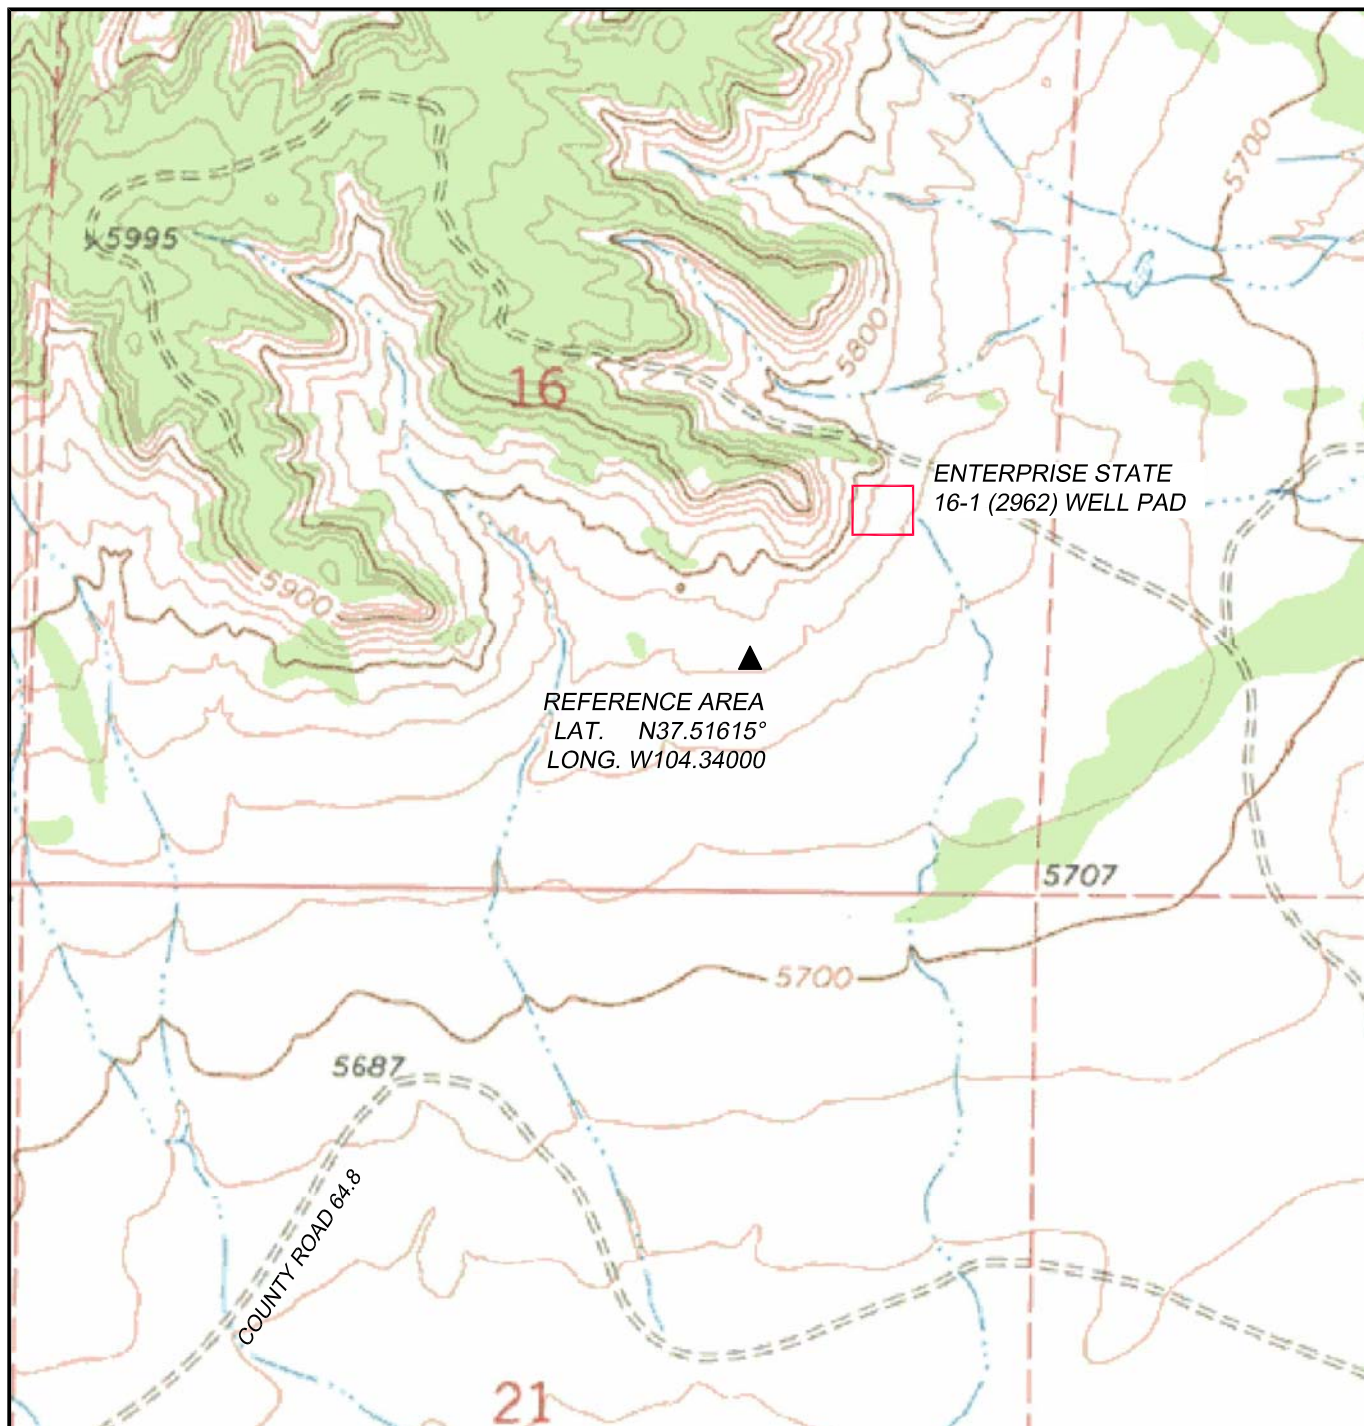 5700
5995
5800
16
ENTERPRISE STATE
16-1 (2962) WELL PAD
5900
REFERENCE AREA
LAT. N37.51615°
LONG. W104.34000
5707
5700
5687
COUNTY ROAD 64.8
21